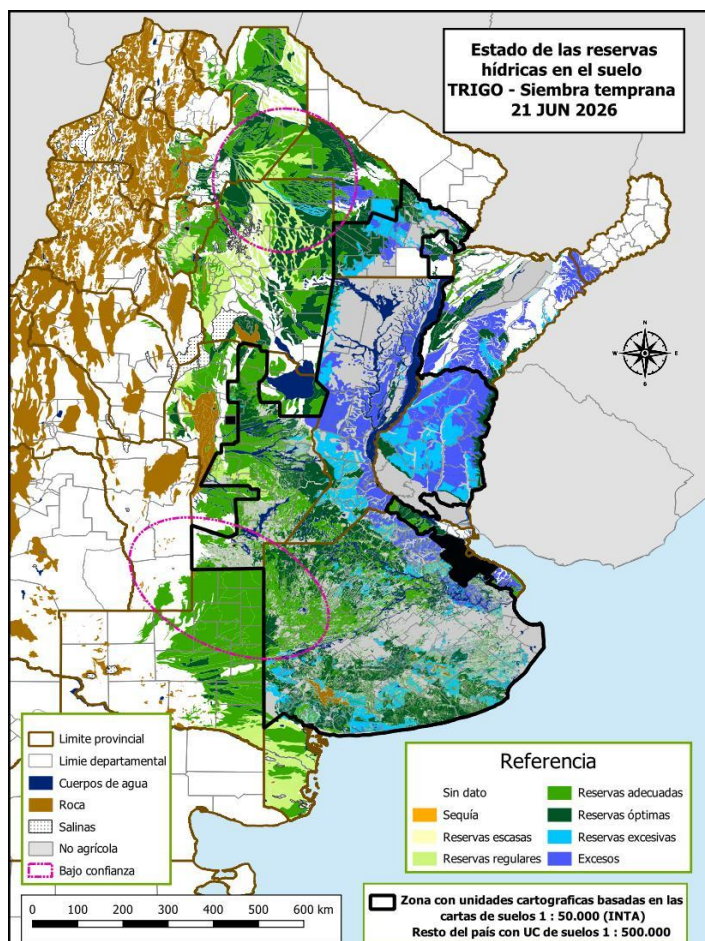 Estado de las reservas
hídricas en el suelo
TRIGO - Siembra temprana
21 JUN 2026
N
W
E
S
Limite provincial
Limie departamental
Cuerpos de agua
Roca
Salinas
No agrícola
Bajo confianza
Referencia
Sin dato
Sequía
Reservas escasas
Reservas regulares
Reservas adecuadas
Reservas óptimas
Reservas excesivas
Excesos
0 100 200 300 400 500 600 km
Zona con unidades cartograficas basadas en las
cartas de suelos 1 : 50.000 (INTA)
Resto del país con UC de suelos 1 : 500.000